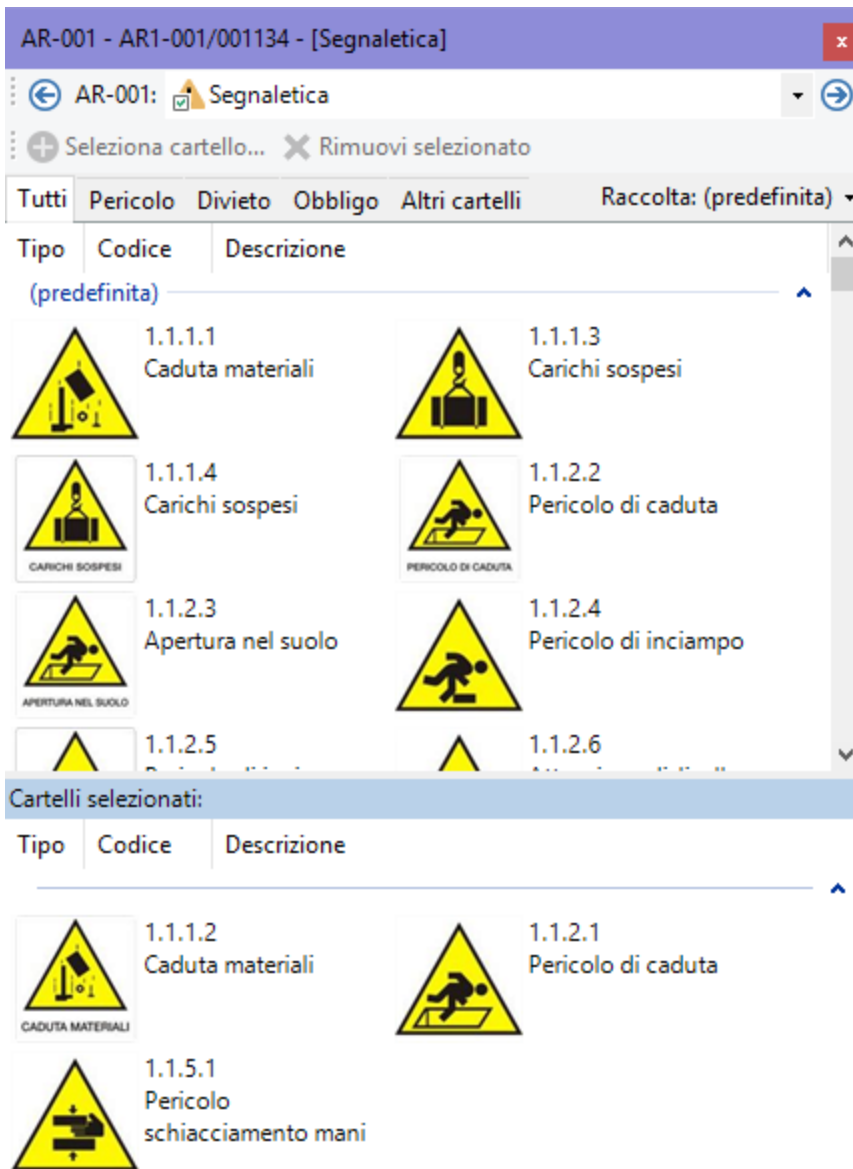 AR-001 - AR1-001/001134 - [Segnaletica]
x
AR-001: Segnaletica
Seleziona cartello... Rimuovi selezionato
Tutti Pericolo Divieto Obbligo Altri cartelli Raccolta: (predefinita)
Tipo Codice Descrizione
(predefinita)
1.1.1.1
Caduta materiali
1.1.1.3
Carichi sospesi
1.1.1.4
Carichi sospesi
CARICHI SOSPESI
1.1.2.2
Pericolo di caduta
PERICOLO DI CADUTA
1.1.2.3
Apertura nel suolo
APERTURA NEL SUOLO
1.1.2.4
Pericolo di inciampo
1.1.2.5
1.1.2.6
Cartelli selezionati:
Tipo Codice Descrizione
1.1.1.2
Caduta materiali
CADUTA MATERIALI
1.1.2.1
Pericolo di caduta
1.1.5.1
Pericolo
schiacciamento mani